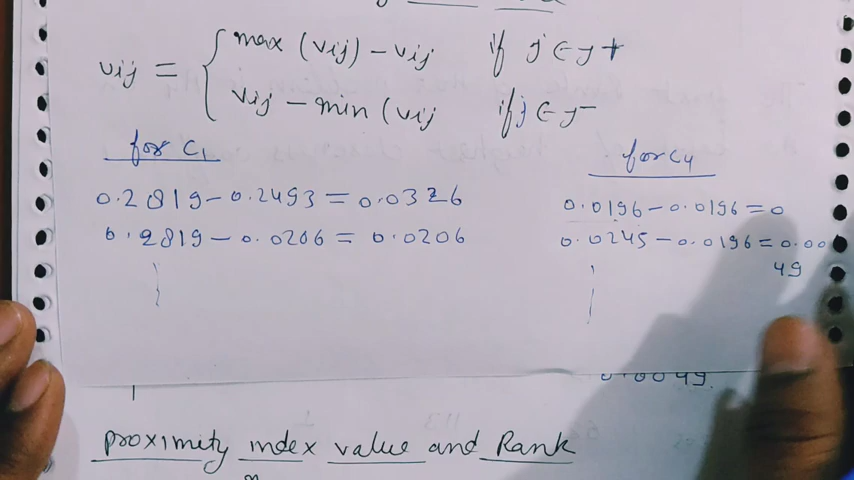 vij = { max (vij) - vij if j ∈ J+
vij - min (vij if j ∈ J-
for C1
0.2819 - 0.2493 = 0.0326
0.2819 - 0.0206 = 0.0206
for C4
0.0196 - 0.0196 = 0
0.0245 - 0.0196 = 0.00
49
0.0049.
proximity index value and Rank